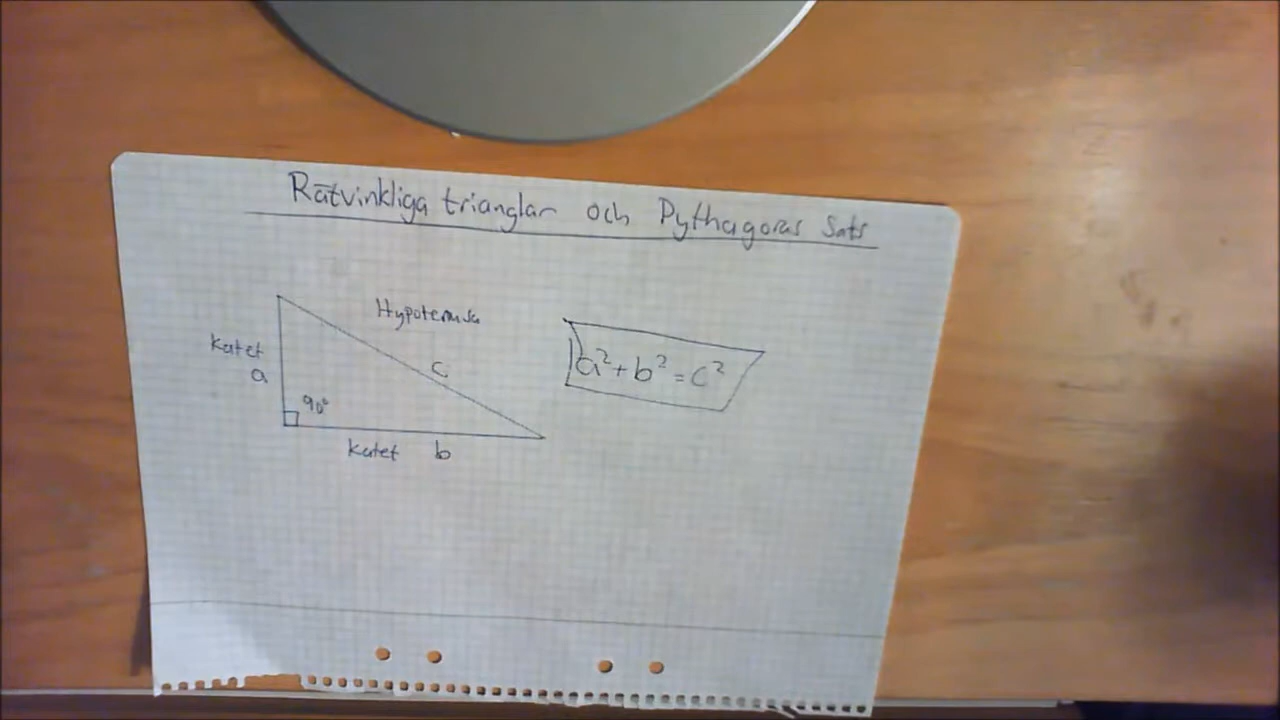 Rätvinkliga trianglar och Pythagoras Sats
Hypotenusa
katet
a
c
90°
katet b
a² + b² = c²